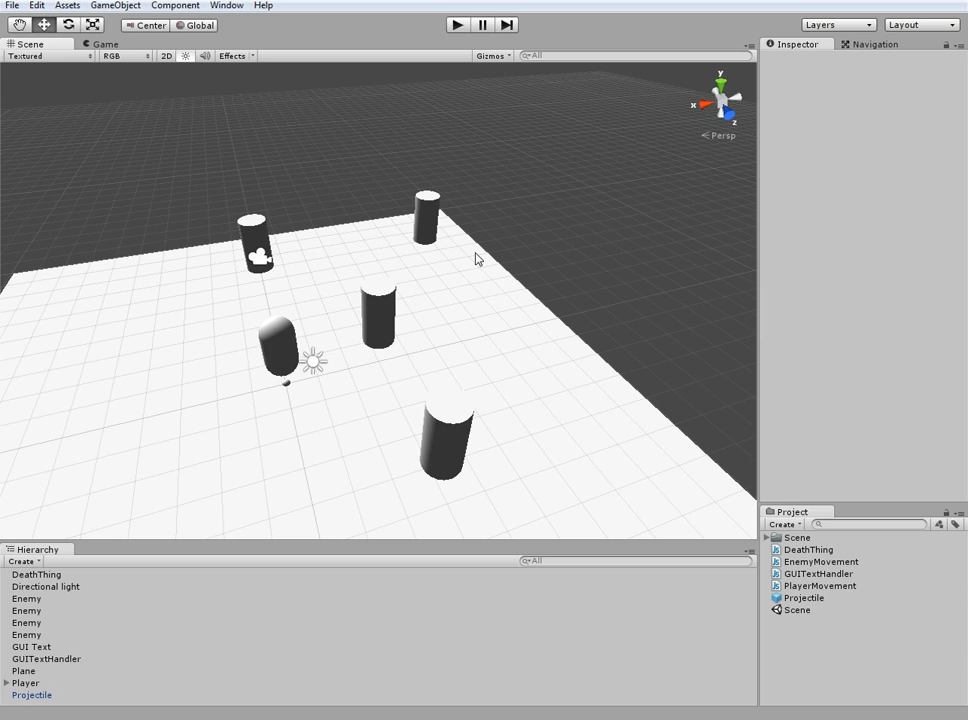 File Edit Assets GameObject Component Window Help
Center Global Layers Layout
Scene Game Inspector Navigation
Textured RGB 2D Effects Gizmos All
y
x
z
Persp
Project
Create
Scene
DeathThing
EnemyMovement
GUITextHandler
PlayerMovement
Projectile
Scene
Hierarchy
Create All
DeathThing
Directional light
Enemy
Enemy
Enemy
Enemy
GUI Text
GUITextHandler
Plane
Player
Projectile